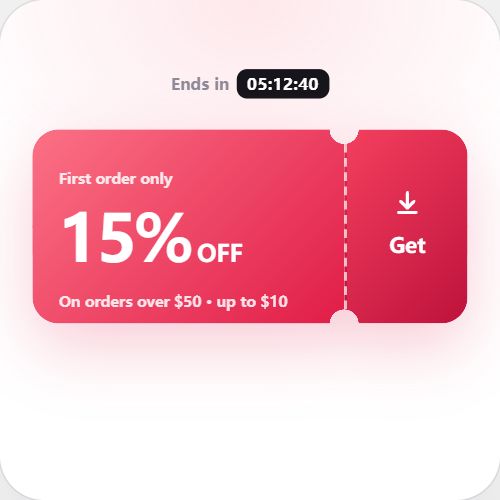 Ends in 05:12:40
First order only
15% OFF
Get
On orders over $50 • up to $10